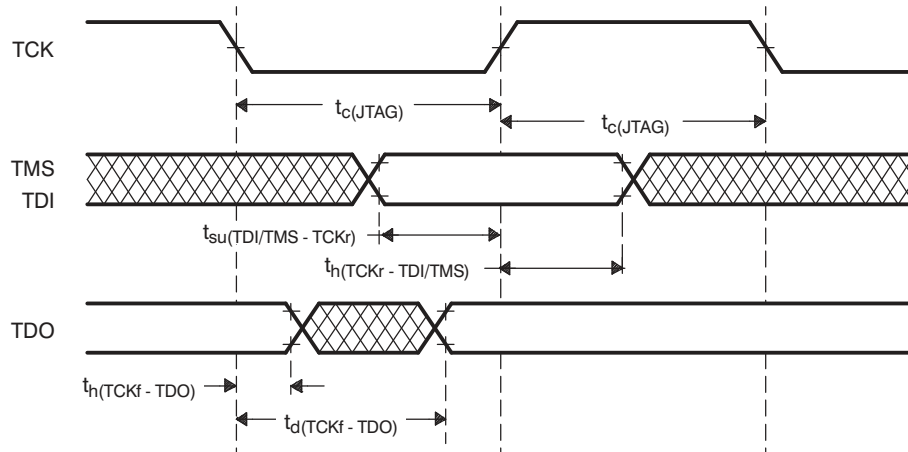 TCK
tc(JTAG)
tc(JTAG)
TMS
TDI
tsu(TDI/TMS - TCKr)
th(TCKr - TDI/TMS)
TDO
th(TCKf - TDO)
td(TCKf - TDO)